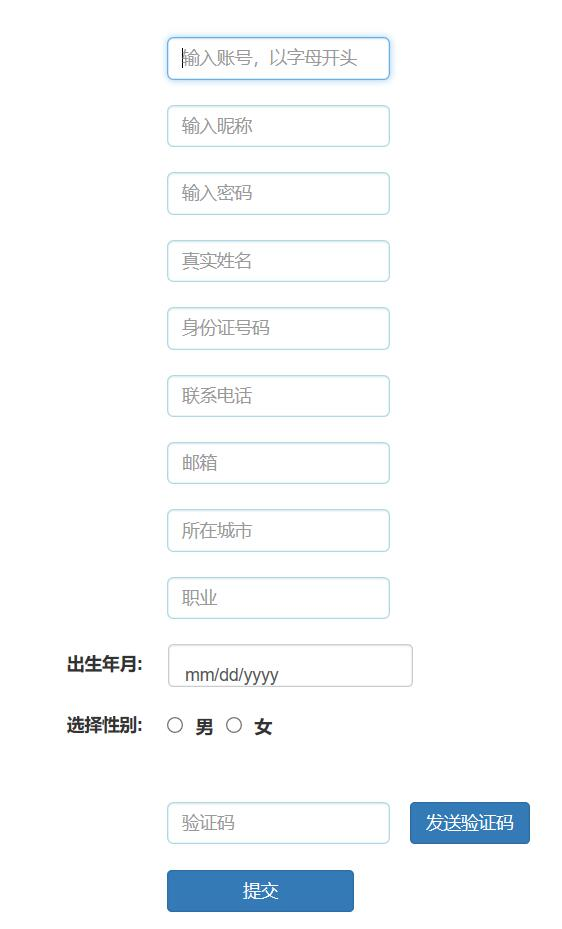 输入账号，以字母开头
输入昵称
输入密码
真实姓名
身份证号码
联系电话
邮箱
所在城市
职业
出生年月: mm/dd/yyyy
选择性别: 男 女
验证码 发送验证码
提交